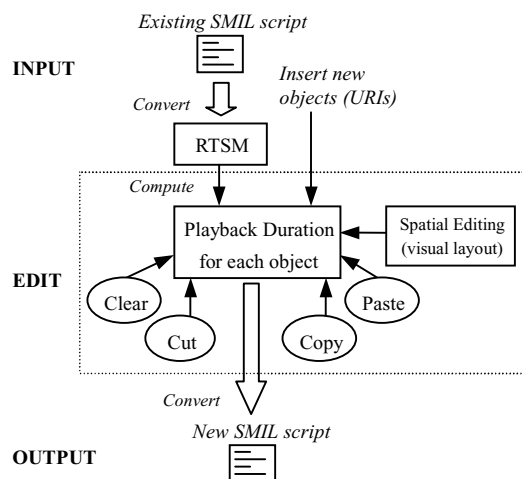 Existing SMIL script
INPUT
Insert new
objects (URIs)
Convert
RTSM
Compute
Playback Duration
for each object
Spatial Editing
(visual layout)
EDIT
Clear
Paste
Cut
Copy
Convert
New SMIL script
OUTPUT